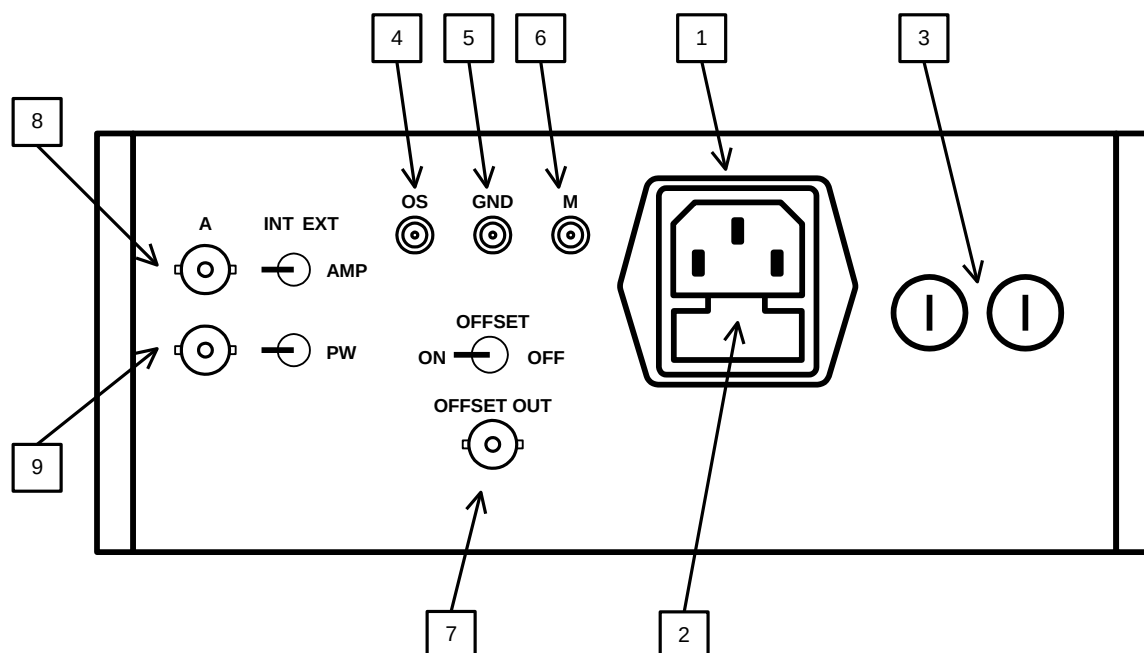 4 5 6 1 3
8
OS GND M
A INT EXT
AMP
OFFSET
PW
ON OFF
OFFSET OUT
9
7 2